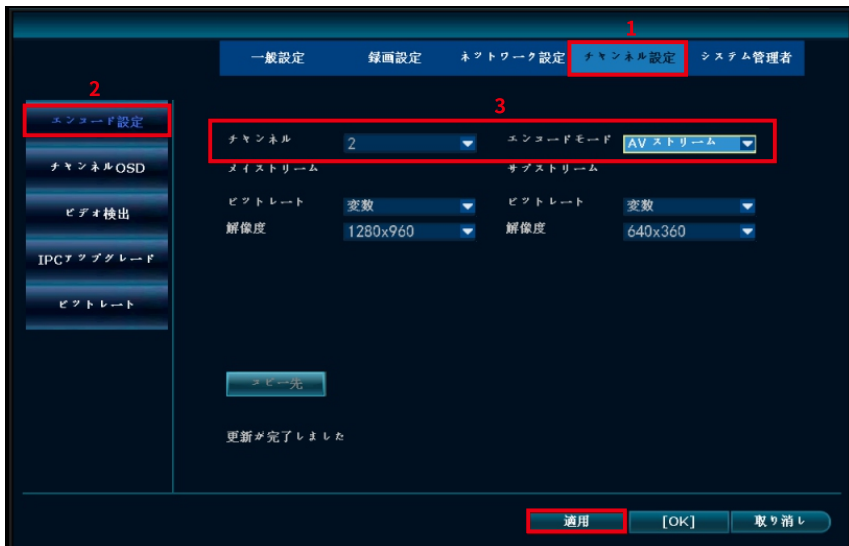 1
一般設定 録画設定 ネットワーク設定 チャンネル設定 システム管理者
2
エンコード設定
3
チャンネル 2 エンコードモード AV ストリーム
チャンネルOSD
メイストリーム サブストリーム
ビデオ検出
ビットレート 変数 ビットレート 変数
解像度 1280x960 解像度 640x360
IPCアップグレード
ビットレート
コピー先
更新が完了しました
適用 [OK] 取り消し